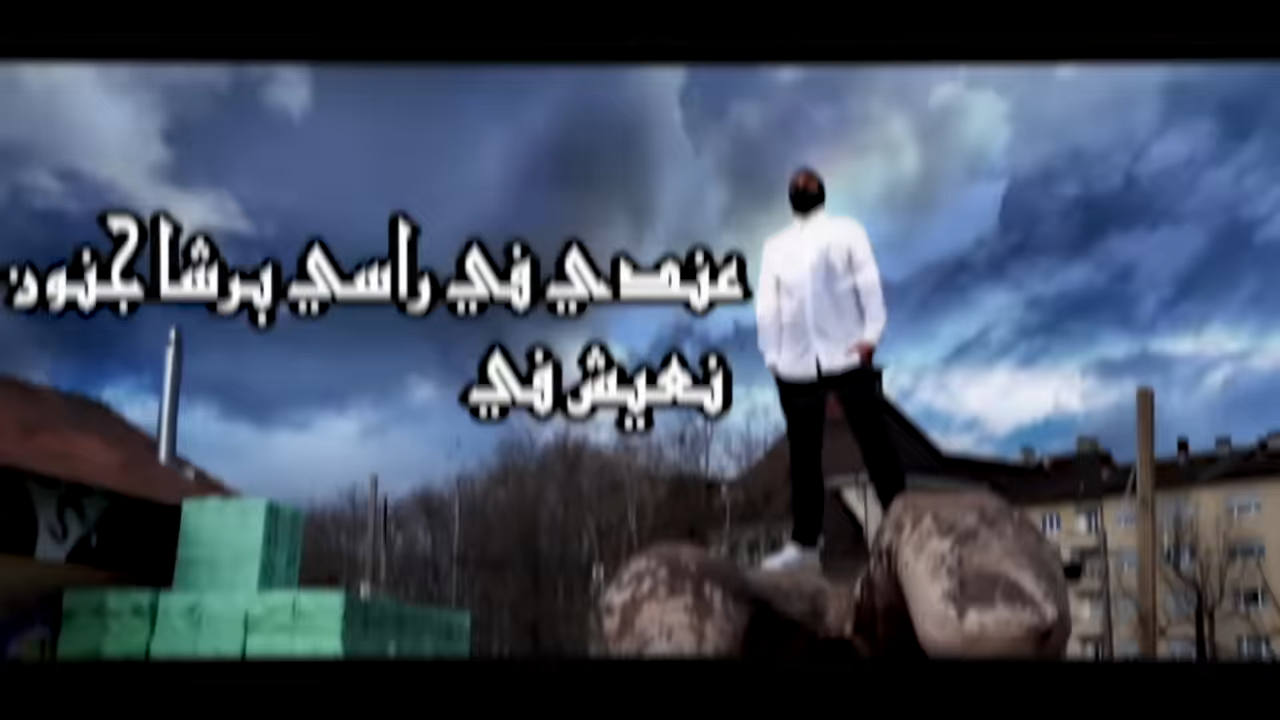 عندي في راسي برشا جنون
نعيش في